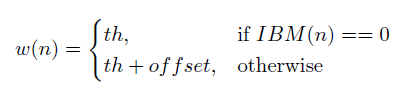 w(n) = { th, if IBM(n) == 0
th + offset, otherwise